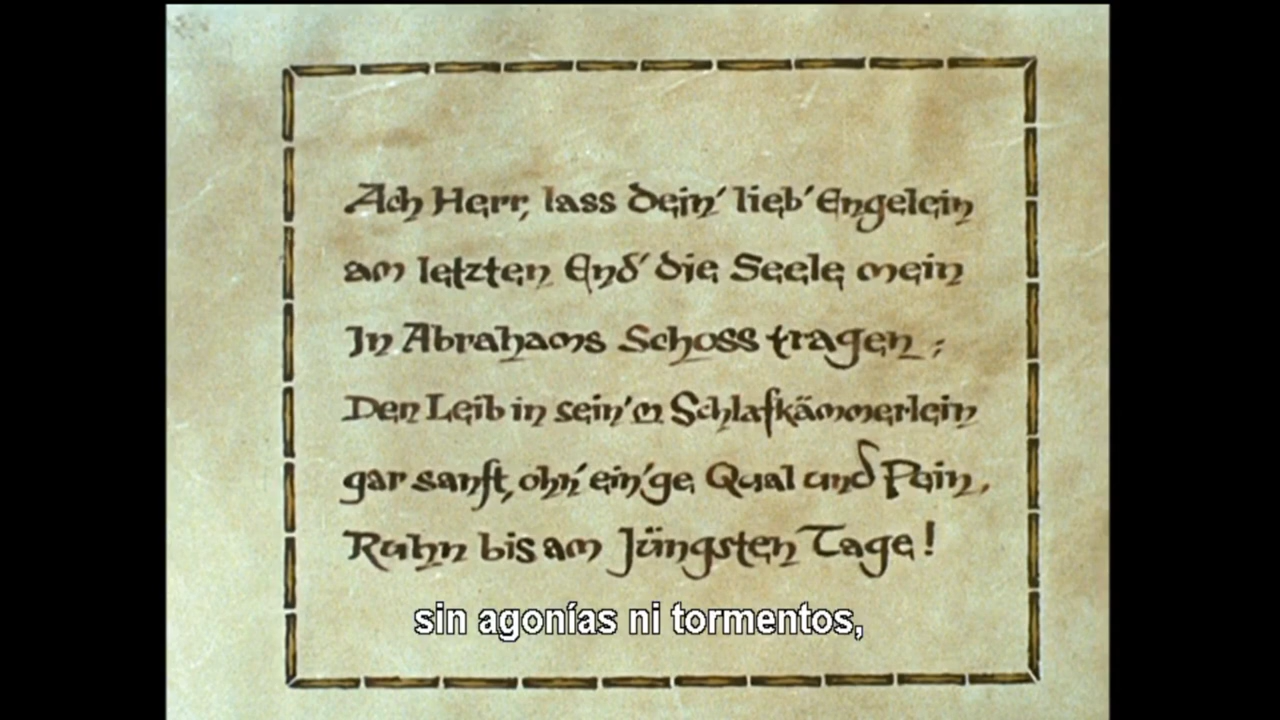 Ach Herr, lass dein' lieb' Engelein
am letzten End' die Seele mein
In Abrahams Schoss tragen;
Den Leib in sein'm Schlafkämmerlein
gar sanft, ohn' ein'ge Qual und Pein,
Ruhn bis am Jüngsten Tage!
sin agonías ni tormentos,